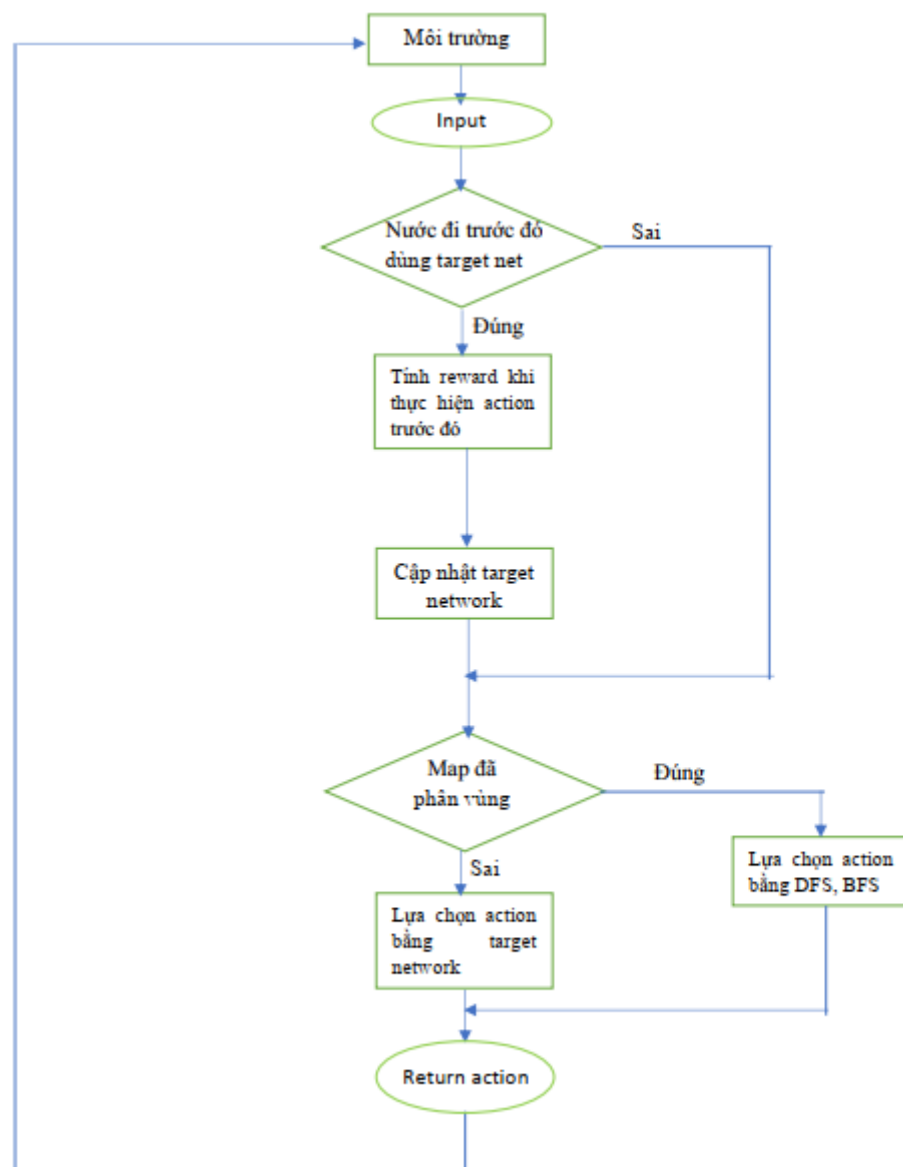 Môi trường
Input
Nước đi trước đó
dùng target net
Sai
Đúng
Tính reward khi
thực hiện action
trước đó
Cập nhật target
network
Map đã
phân vùng
Đúng
Sai
Lựa chọn action
bằng DFS, BFS
Lựa chọn action
bằng target
network
Return action